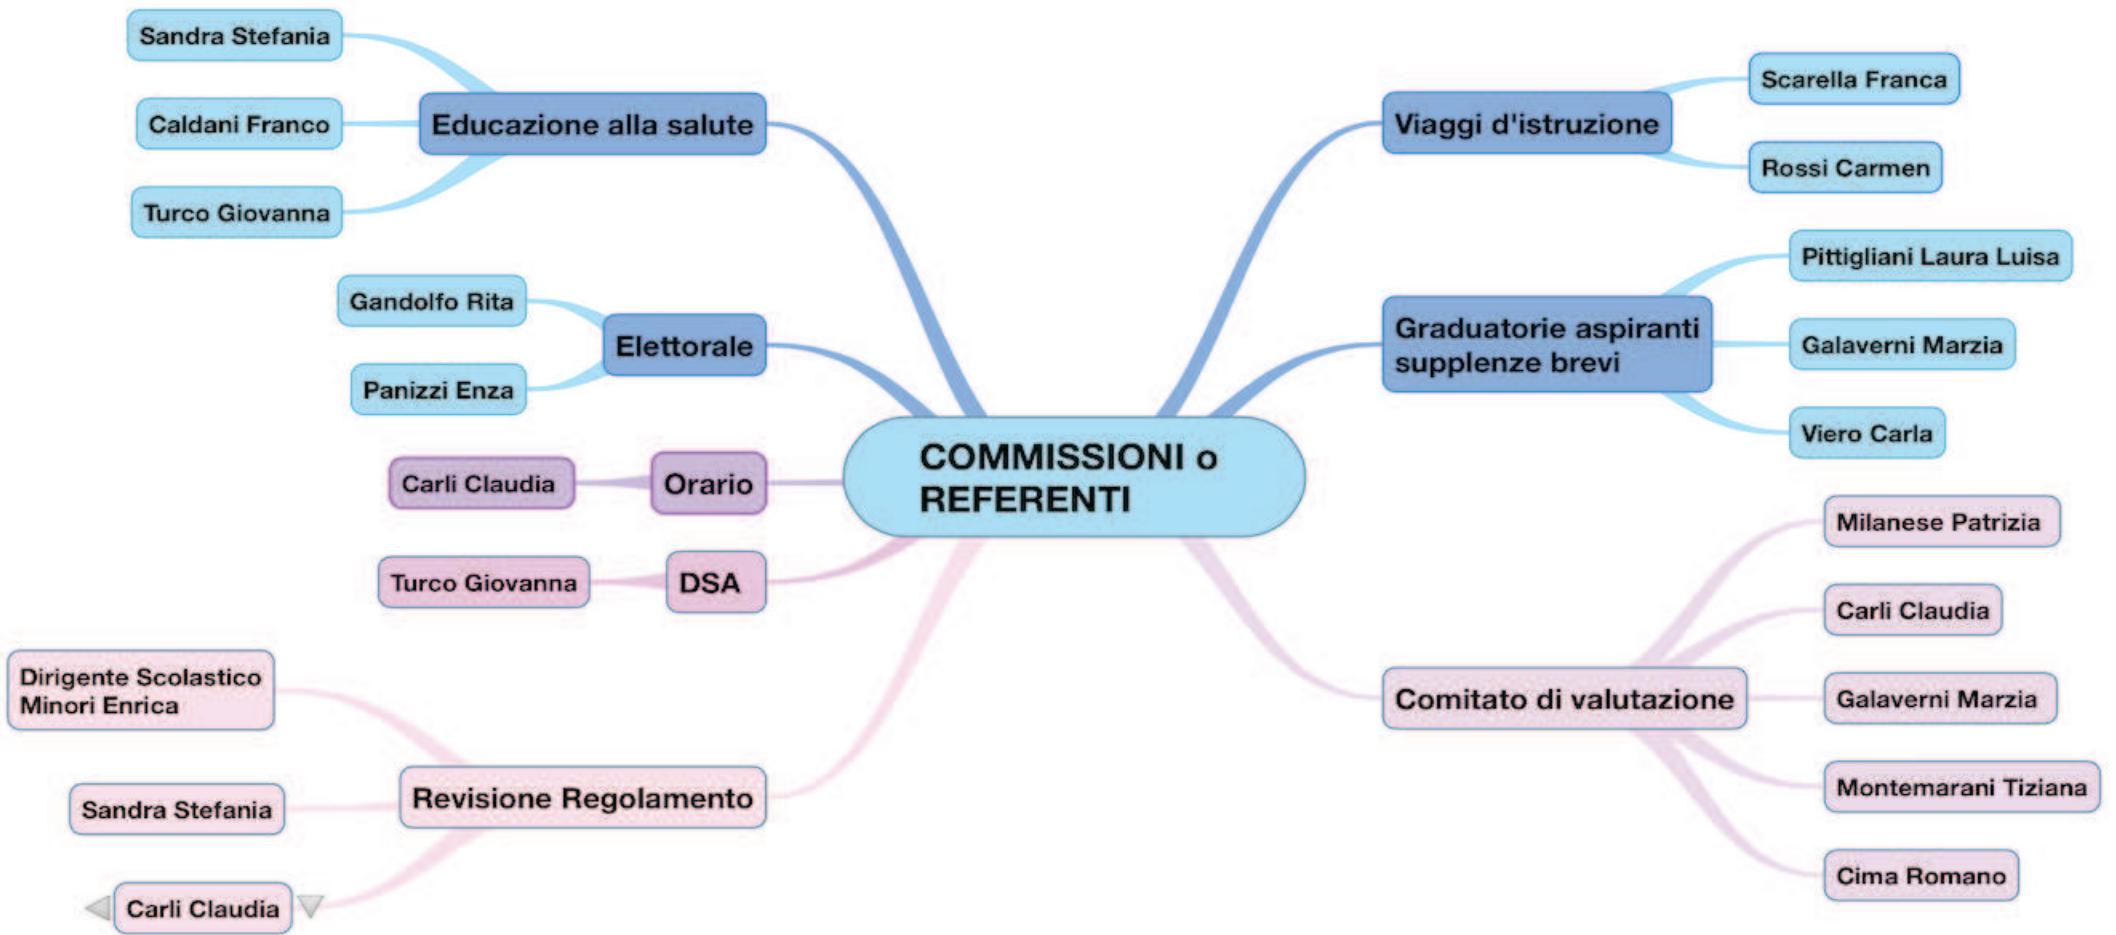 Sandra Stefania
Caldani Franco
Turco Giovanna
Educazione alla salute
Gandolfo Rita
Panizzi Enza
Elettorale
Carli Claudia
Orario
Turco Giovanna
DSA
Dirigente Scolastico
Minori Enrica
Sandra Stefania
Carli Claudia
Revisione Regolamento
COMMISSIONI o
REFERENTI
Viaggi d'istruzione
Scarella Franca
Rossi Carmen
Graduatorie aspiranti
supplenze brevi
Pittigliani Laura Luisa
Galaverni Marzia
Viero Carla
Comitato di valutazione
Milanese Patrizia
Carli Claudia
Galaverni Marzia
Montemarani Tiziana
Cima Romano